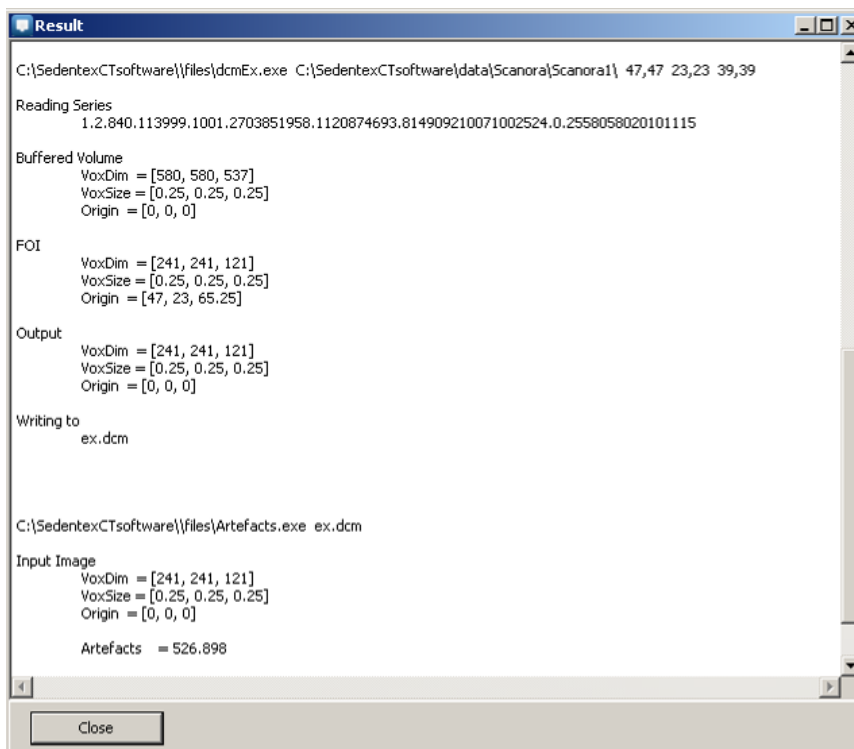 Result
C:\SedentexCTsoftware\\files\dcmEx.exe C:\SedentexCTsoftware\data\Scanora\Scanora1\ 47,47 23,23 39,39
Reading Series
1.2.840.113999.1001.2703851958.1120874693.814909210071002524.0.2558058020101115
Buffered Volume
VoxDim = [580, 580, 537]
VoxSize = [0.25, 0.25, 0.25]
Origin = [0, 0, 0]
FOI
VoxDim = [241, 241, 121]
VoxSize = [0.25, 0.25, 0.25]
Origin = [47, 23, 65.25]
Output
VoxDim = [241, 241, 121]
VoxSize = [0.25, 0.25, 0.25]
Origin = [0, 0, 0]
Writing to
ex.dcm
C:\SedentexCTsoftware\\files\Artefacts.exe ex.dcm
Input Image
VoxDim = [241, 241, 121]
VoxSize = [0.25, 0.25, 0.25]
Origin = [0, 0, 0]
Artefacts = 526.898
Close